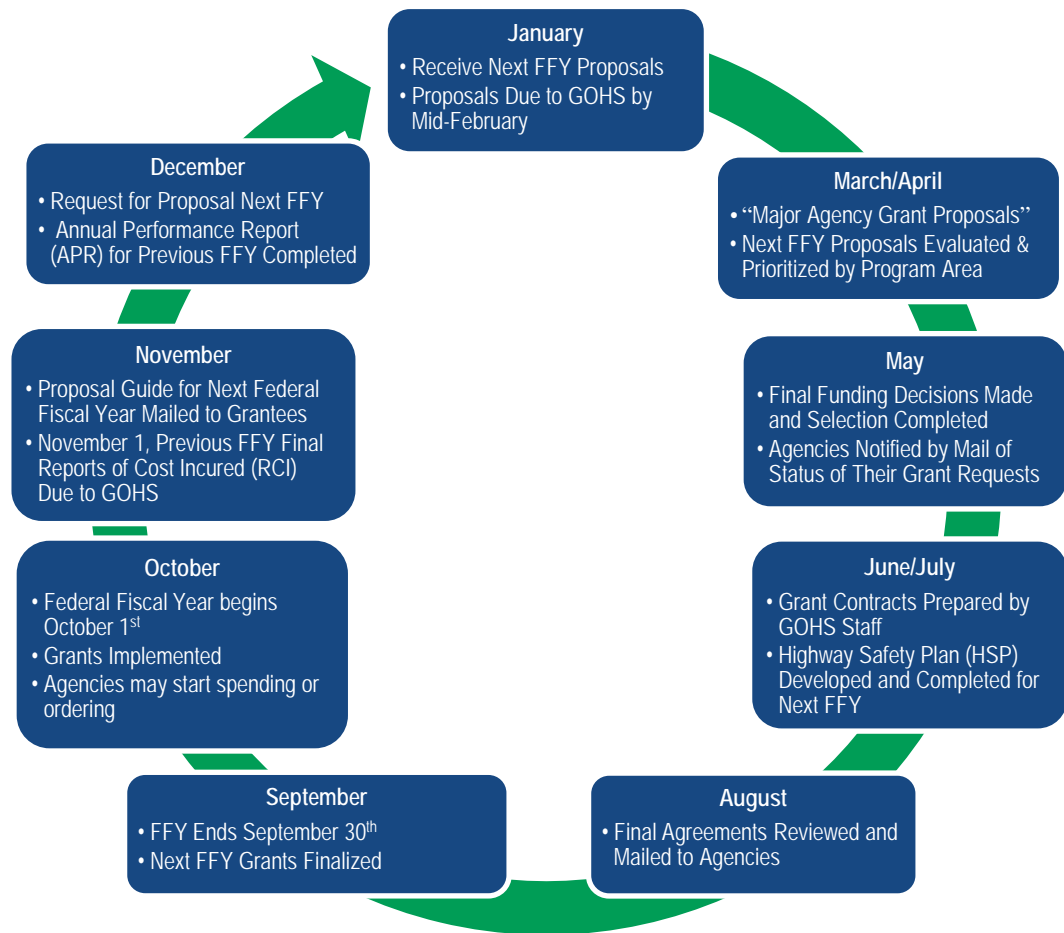 January
• Receive Next FFY Proposals
• Proposals Due to GOHS by
Mid-February
March/April
• “Major Agency Grant Proposals”
• Next FFY Proposals Evaluated &
Prioritized by Program Area
May
• Final Funding Decisions Made
and Selection Completed
• Agencies Notified by Mail of
Status of Their Grant Requests
June/July
• Grant Contracts Prepared by
GOHS Staff
• Highway Safety Plan (HSP)
Developed and Completed for
Next FFY
August
• Final Agreements Reviewed and
Mailed to Agencies
September
• FFY Ends September 30th
• Next FFY Grants Finalized
October
• Federal Fiscal Year begins
October 1st
• Grants Implemented
• Agencies may start spending or
ordering
November
• Proposal Guide for Next Federal
Fiscal Year Mailed to Grantees
• November 1, Previous FFY Final
Reports of Cost Incured (RCI)
Due to GOHS
December
• Request for Proposal Next FFY
• Annual Performance Report
(APR) for Previous FFY Completed